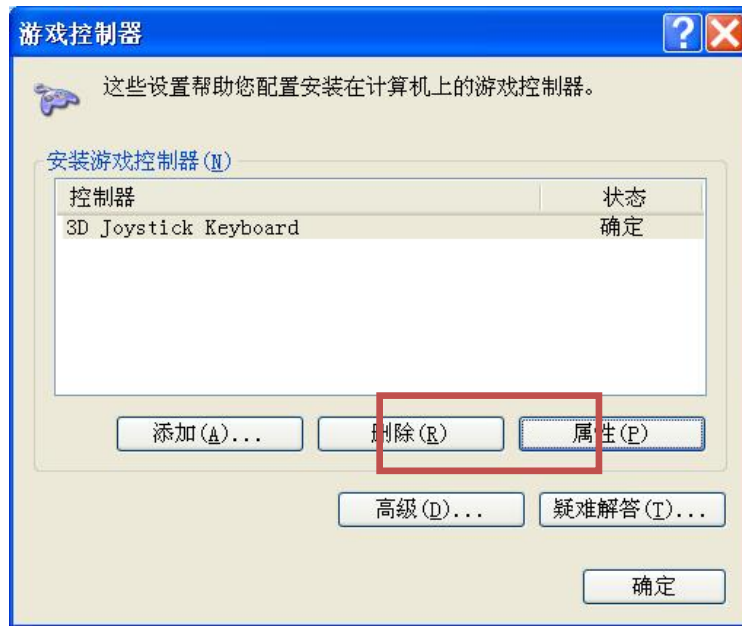 游戏控制器
这些设置帮助您配置安装在计算机上的游戏控制器。
安装游戏控制器(N)
控制器 状态
3D Joystick Keyboard 确定
添加(A)... 删除(R) 属性(P)
高级(D)... 疑难解答(T)...
确定